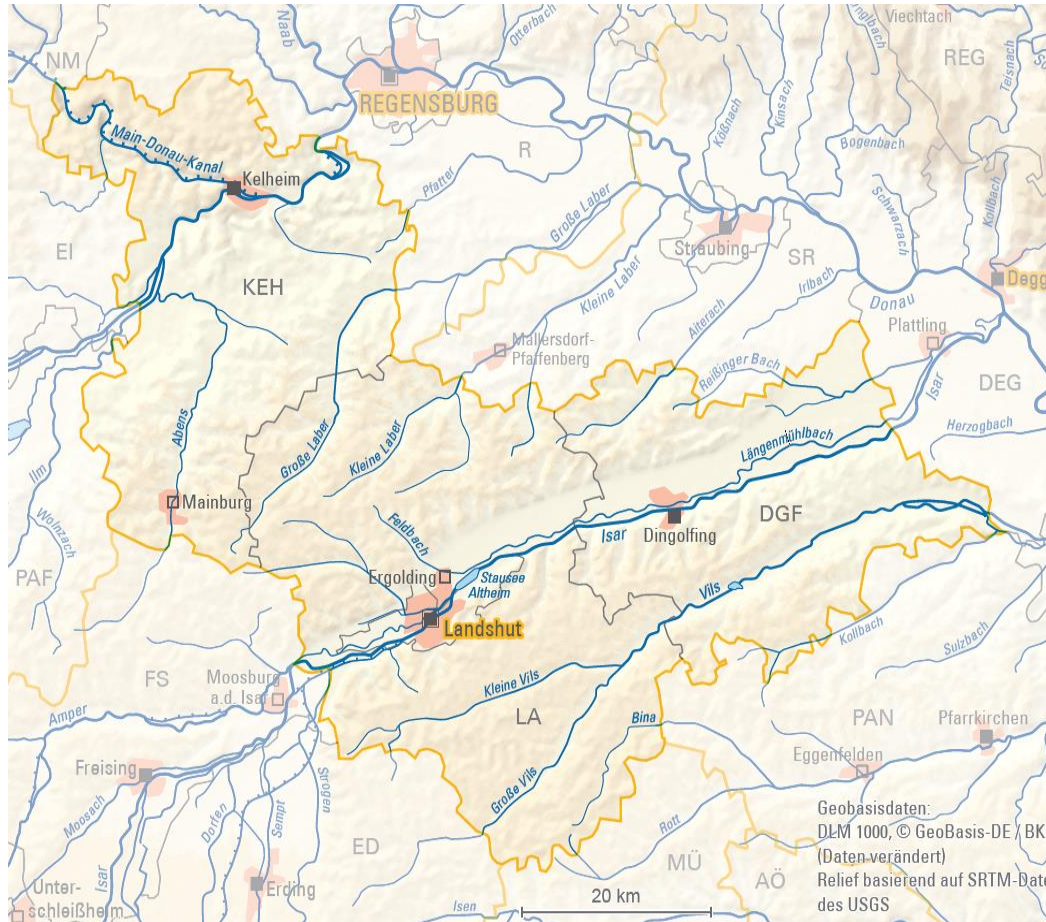 Viechtach
NM
Naab
Otterbach
REG
Teisnach
REGENSBURG
Kößnach
Kinsach
Main-Donau-Kanal
Bogenbach
R
Kelheim
Pfatter
Große Laber
Schwarzach
Kollbach
Straubing
EI
SR
KEH
Kleine Laber
Irlbach
Degg
Donau
Aiterach
Plattling
Mallersdorf-
Pfaffenberg
Reißinger Bach
Isar
DEG
Abens
Herzogbach
Große Laber
Kleine Laber
Längenmühlbach
Ilm
Mainburg
Wolnzach
DGF
Feldbach
Isar
Dingolfing
PAF
Ergolding
Stausee
Altheim
Vils
Landshut
Kollbach
Sulzbach
FS
Moosburg
a.d. Isar
Kleine Vils
LA
Bina
PAN
Amper
Pfarrkirchen
Eggenfelden
Freising
Strogen
Große Vils
Moosach
Dorfen
Sempt
Rott
Geobasisdaten:
DLM 1000, © GeoBasis-DE / BK
(Daten verändert)
Relief basierend auf SRTM-Date
des USGS
ED
MÜ
AÖ
Isar
Erding
Unter-
schleißheim
Isen
20 km